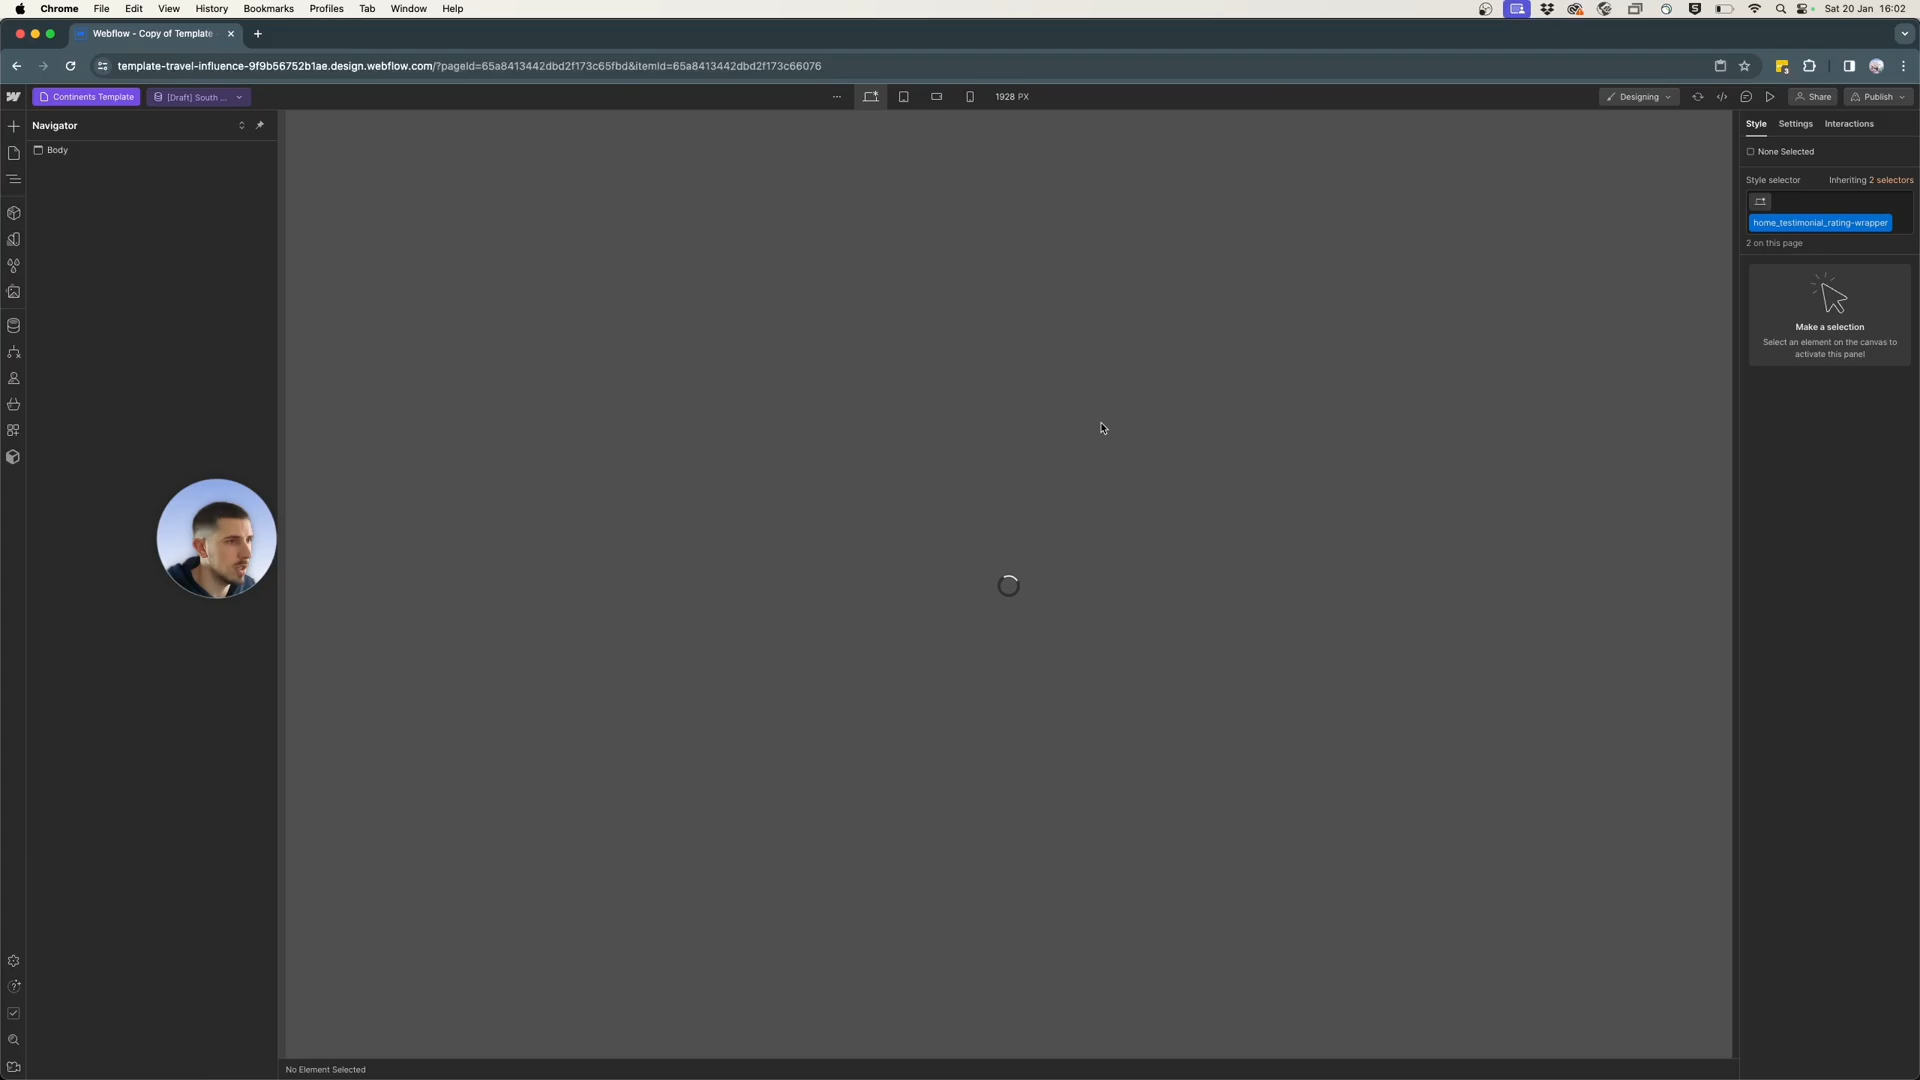 Chrome File Edit View History Bookmarks Profiles Tab Window Help
Sat 20 Jan 16:02
Webflow - Copy of Template
template-travel-influence-9f9b56752b1ae.design.webflow.com/?pageId=65a8413442dbd2f173c65fbd&itemId=65a8413442dbd2f173c66076
3
Continents Template
[Draft] South ...
1928 PX
Designing
Share
Publish
Navigator
Body
Style Settings Interactions
None Selected
Style selector
Inheriting 2 selectors
home_testimonial_rating-wrapper
2 on this page
Make a selection
Select an element on the canvas to
activate this panel
No Element Selected